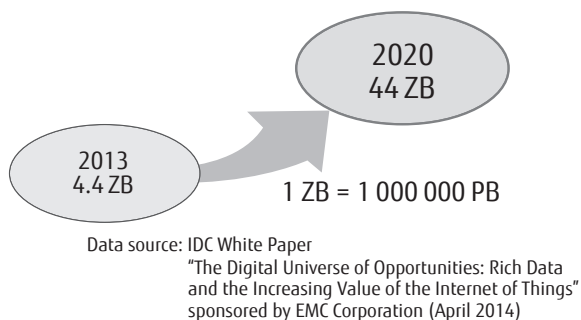 2020
44 ZB
2013
4.4 ZB
1 ZB = 1 000 000 PB
Data source: IDC White Paper
“The Digital Universe of Opportunities: Rich Data
and the Increasing Value of the Internet of Things”
sponsored by EMC Corporation (April 2014)